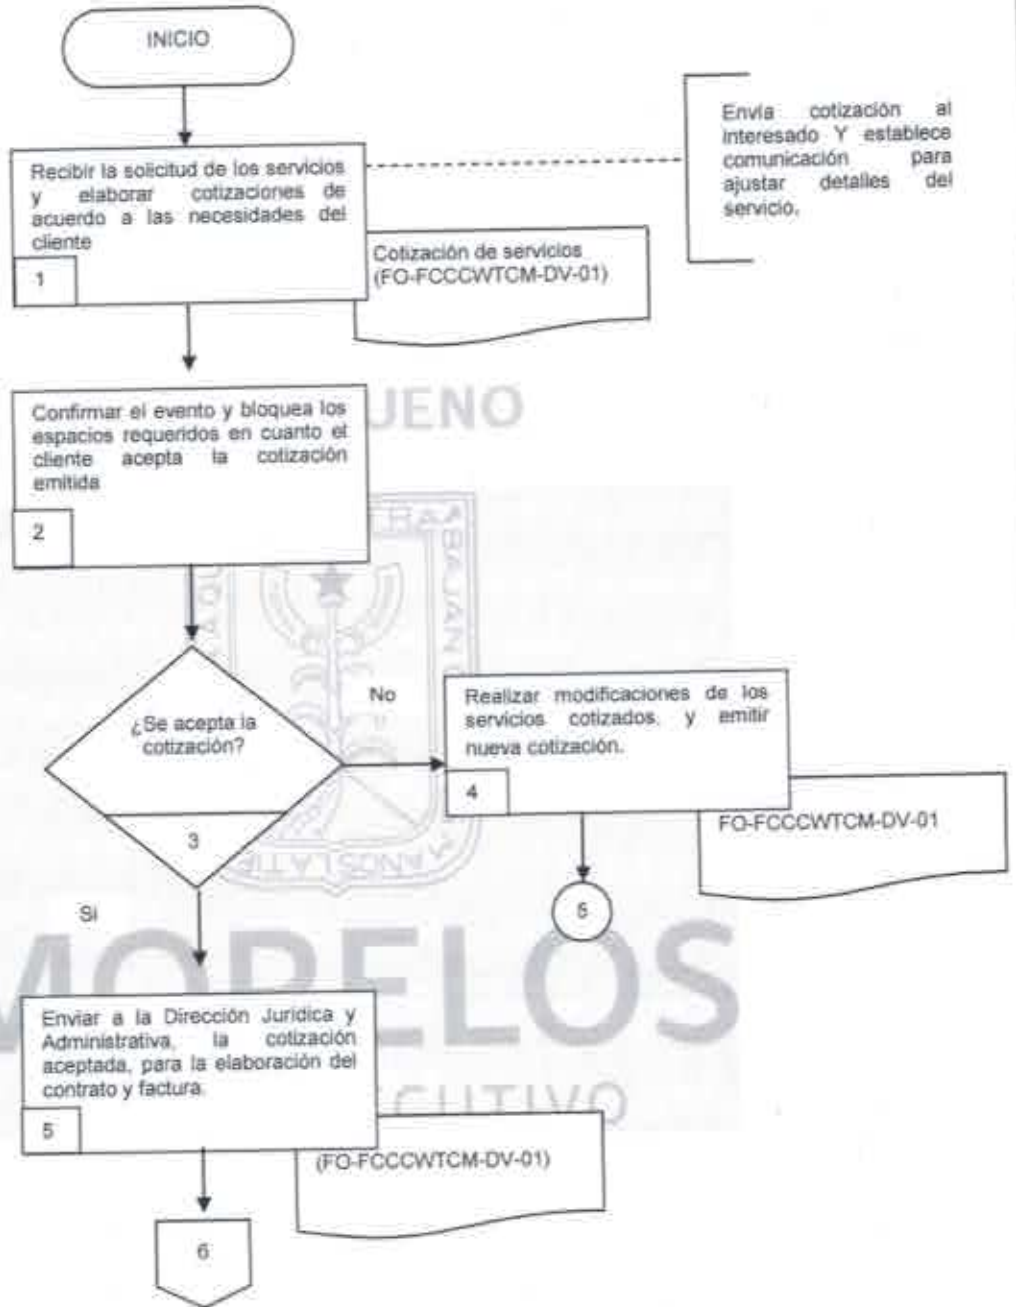 INICIO
Envía cotización al
interesado Y establece
comunicación para
ajustar detalles del
servicio.
Recibir la solicitud de los servicios
y elaborar cotizaciones de
acuerdo a las necesidades del
cliente
1
Cotización de servicios
(FO-FCCCWTCM-DV-01)
Confirmar el evento y bloquea los
espacios requeridos en cuanto el
cliente acepta la cotización
emitida
2
¿Se acepta la
cotización?
3
No
Realizar modificaciones de los
servicios cotizados, y emitir
nueva cotización.
4
FO-FCCCWTCM-DV-01
5
Si
MORELOS
Enviar a la Dirección Jurídica y
Administrativa, la cotización
aceptada, para la elaboración del
contrato y factura.
5
(FO-FCCCWTCM-DV-01)
6